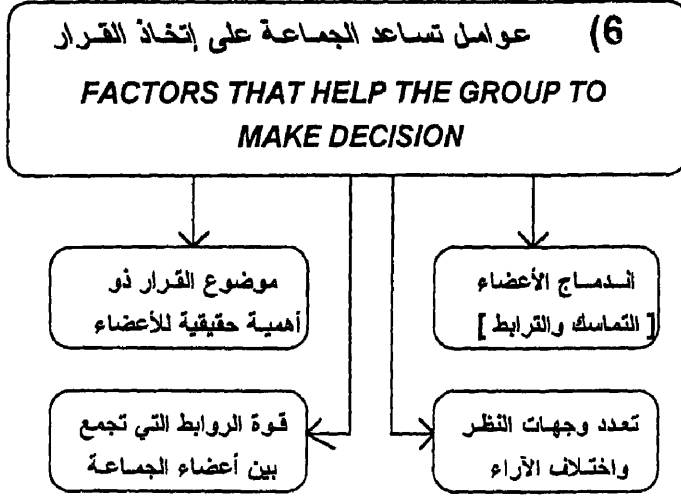 6) عوامل تساعد الجماعة على إتخاذ القرار
FACTORS THAT HELP THE GROUP TO
MAKE DECISION
اندماج الأعضاء
[التماسك والترابط]
موضوع القرار ذو
أهمية حقيقية للأعضاء
تعدد وجهات النظر
واختلاف الآراء
قوة الروابط التي تجمع
بين أعضاء الجماعة